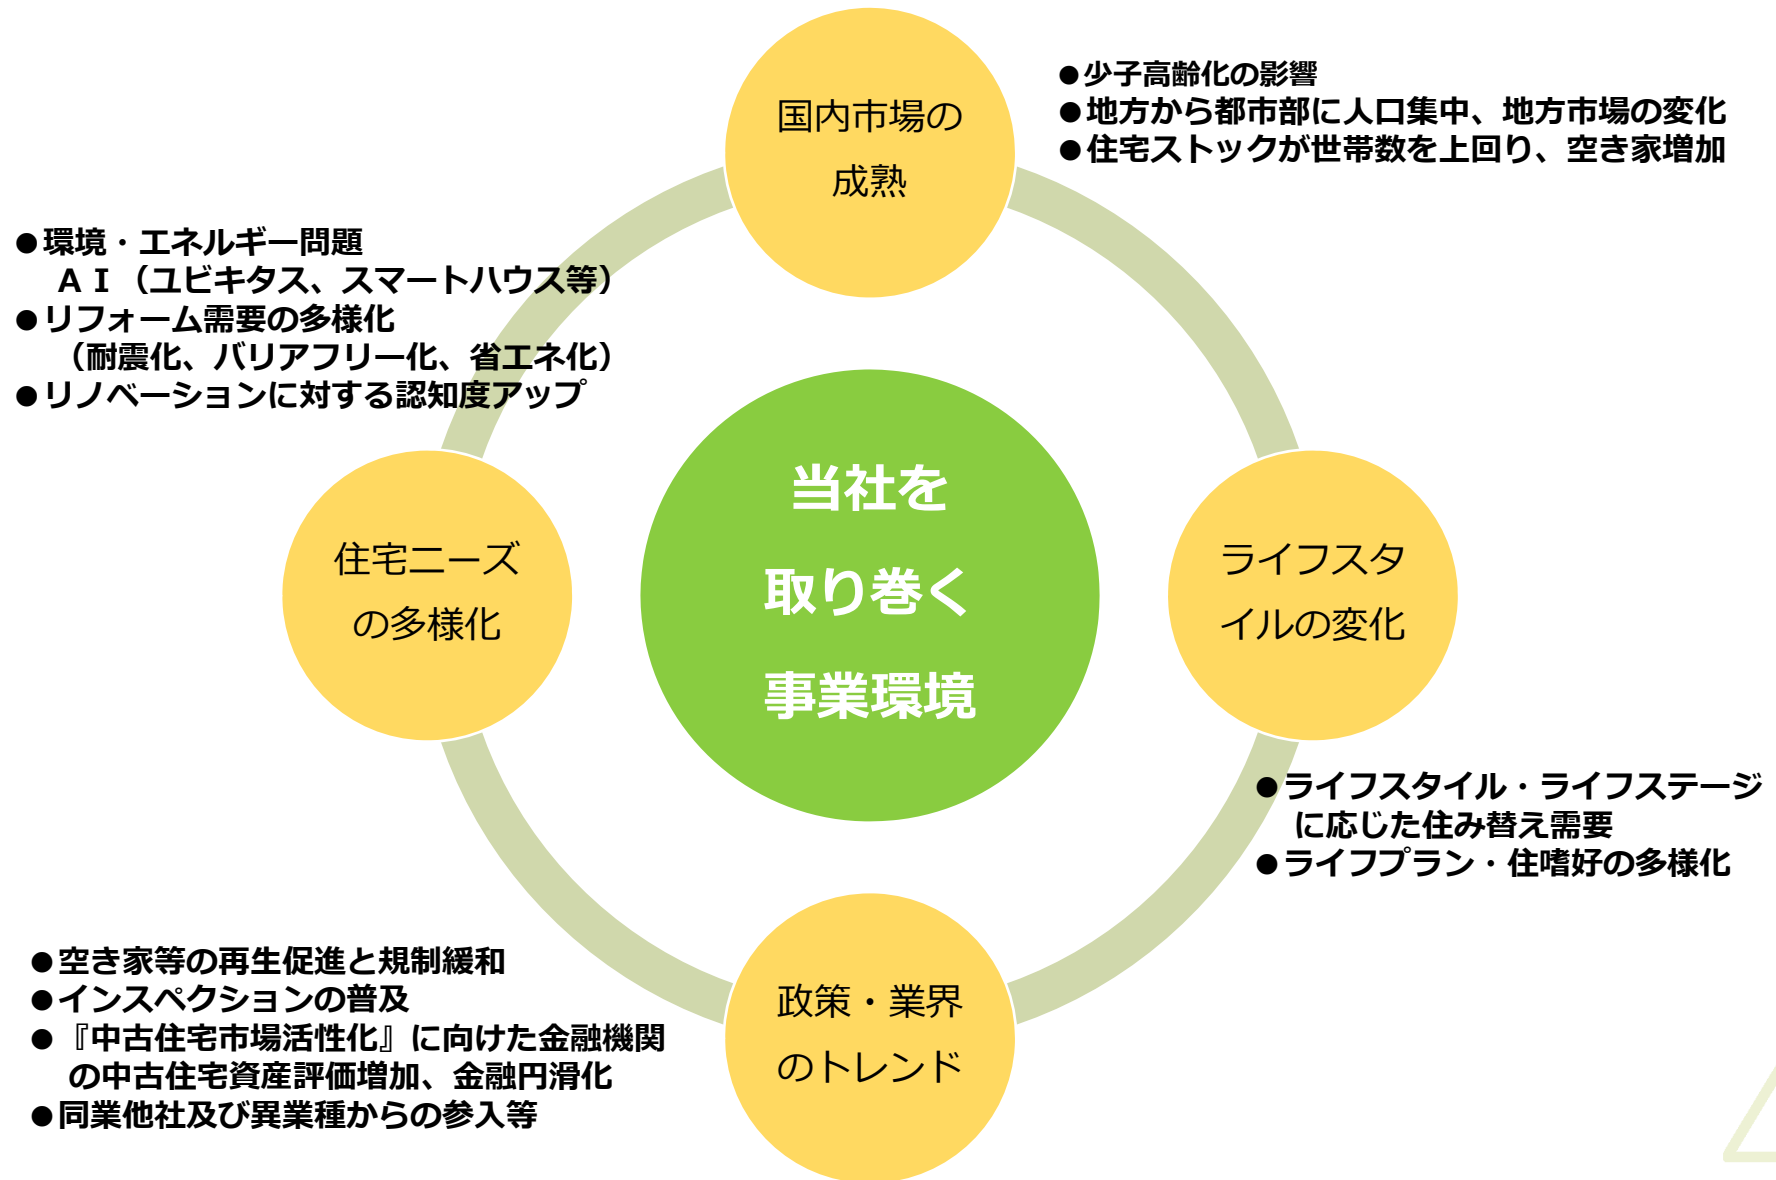 国内市場の
成熟
●少子高齢化の影響
●地方から都市部に人口集中、地方市場の変化
●住宅ストックが世帯数を上回り、空き家増加
●環境・エネルギー問題
ＡＩ（ユビキタス、スマートハウス等）
●リフォーム需要の多様化
（耐震化、バリアフリー化、省エネ化）
●リノベーションに対する認知度アップ
当社を
取り巻く
事業環境
住宅ニーズ
の多様化
ライフスタ
イルの変化
●ライフスタイル・ライフステージ
に応じた住み替え需要
●ライフプラン・住嗜好の多様化
政策・業界
のトレンド
●空き家等の再生促進と規制緩和
●インスペクションの普及
●『中古住宅市場活性化』に向けた金融機関
の中古住宅資産評価増加、金融円滑化
●同業他社及び異業種からの参入等